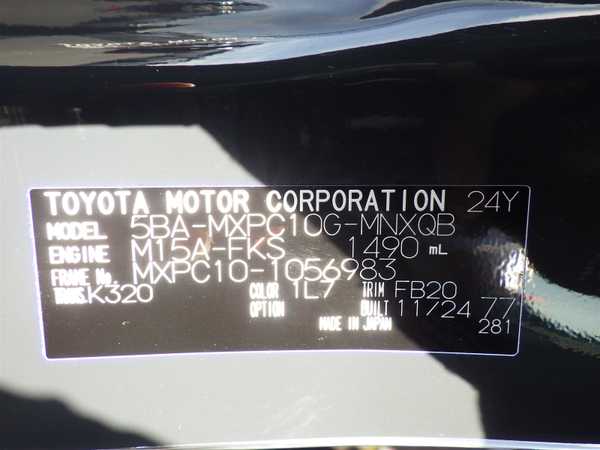 TOYOTA MOTOR CORPORATION 24Y
MODEL 5BA-MXPC10G-MNXQB
ENGINE M15A-FKS 1490 mL
FRAME No. MXPC10-1056983
TRANS. K320 COLOR 1L7 TRIM FB20
OPTION BUILT 11/24 77
MADE IN JAPAN 281